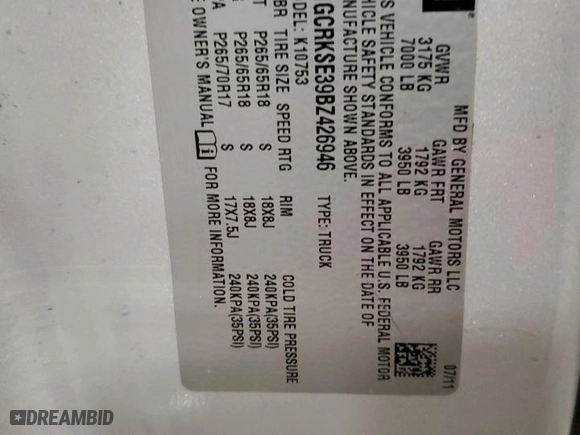 MFD BY GENERAL MOTORS LLC
07/11
GVWR GAWR FRT GAWR RR
3175 KG 1792 KG 1792 KG
7000 LB 3950 LB 3950 LB
S VEHICLE CONFORMS TO ALL APPLICABLE U.S. FEDERAL MOTOR
HICLE SAFETY STANDARDS IN EFFECT ON THE DATE OF
NUFACTURE SHOWN ABOVE.
GCRKSE39BZ426946 TYPE: TRUCK
DEL: K10753
BR TIRE SIZE SPEED RTG RIM COLD TIRE PRESSURE
T P265/65R18 S 18X8J 240KPA(35PSI)
P265/65R18 S 18X8J 240KPA(35PSI)
PA P265/70R17 S 17X7.5J 240KPA(35PSI)
E OWNER'S MANUAL FOR MORE INFORMATION.
DREAMBID